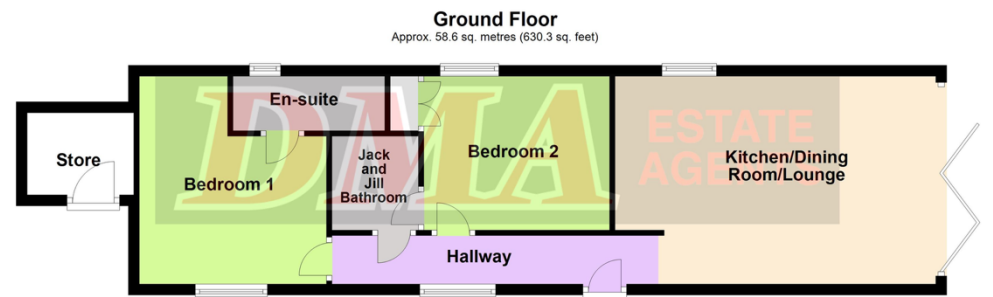 Ground Floor
Approx. 58.6 sq. metres (630.3 sq. feet)
En-suite
Store
Bedroom 1
Jack
and
Jill
Bathroom
Bedroom 2
Kitchen/Dining
Room/Lounge
Hallway
DMA
ESTATE
AGENTS